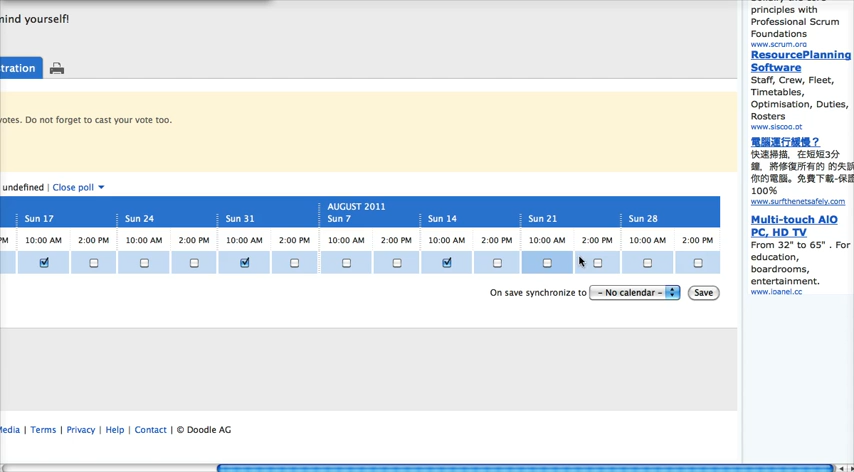 mind yourself!
tration
votes. Do not forget to cast your vote too.
undefined | Close poll
AUGUST 2011
Sun 17 Sun 24 Sun 31 Sun 7 Sun 14 Sun 21 Sun 28
PM 10:00 AM 2:00 PM 10:00 AM 2:00 PM 10:00 AM 2:00 PM 10:00 AM 2:00 PM 10:00 AM 2:00 PM 10:00 AM 2:00 PM 10:00 AM 2:00 PM
On save synchronize to – No calendar – Save
Media | Terms | Privacy | Help | Contact | © Doodle AG
principles with
Professional Scrum
Foundations
www.scrum.org
ResourcePlanning
Software
Staff, Crew, Fleet,
Timetables,
Optimisation, Duties,
Rosters
www.siscog.pt
電腦運行緩慢？
快速掃描，在短短3分
鐘，將修復所有的 的失誤
你的電腦。免費下載-保證
100%
www.surfthenetsafely.com
Multi-touch AIO
PC, HD TV
From 32" to 65" . For
education,
boardrooms,
entertainment.